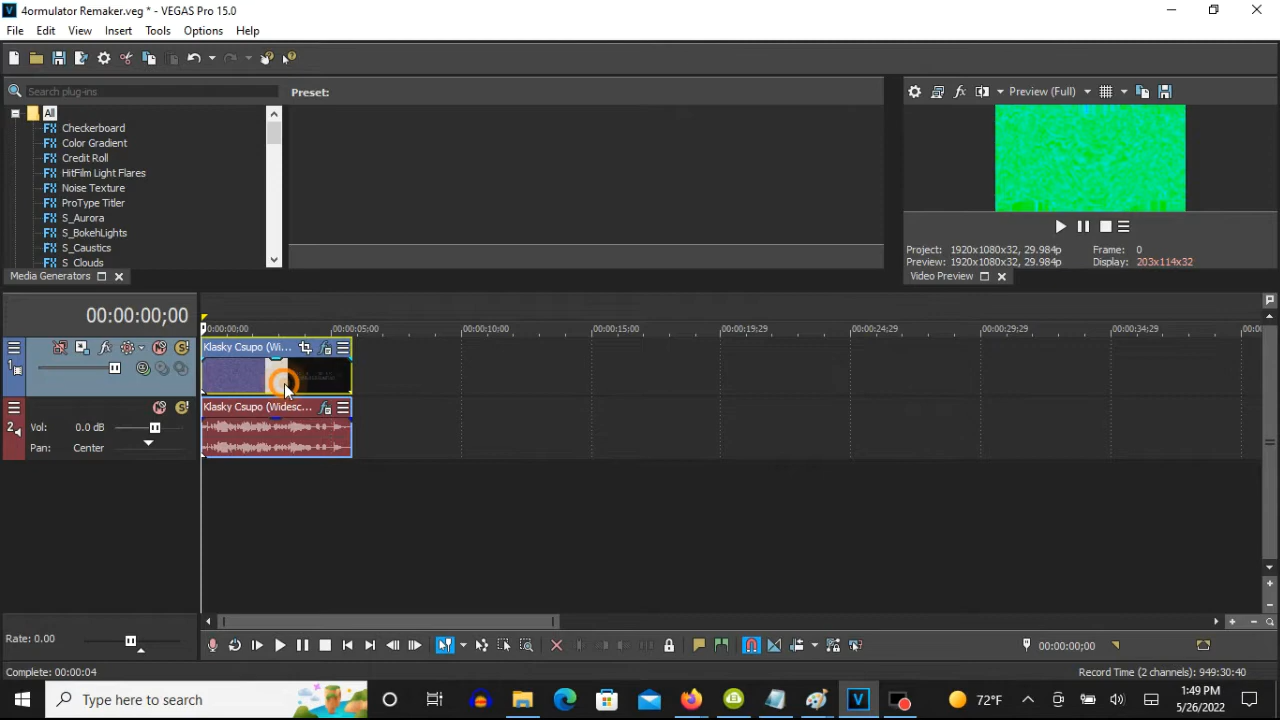 4ormulator Remaker.veg * - VEGAS Pro 15.0
File Edit View Insert Tools Options Help
Search plug-ins
Preset:
Preview (Full)
All
Checkerboard
Color Gradient
Credit Roll
HitFilm Light Flares
Noise Texture
ProType Titler
S_Aurora
S_BokehLights
S_Caustics
S_Clouds
Project: 1920x1080x32, 29.984p Frame: 0
Preview: 1920x1080x32, 29.984p Display: 203x114x32
Media Generators
Video Preview
00:00:00;00
0:00:00;00 00:00:05;00 00:00:10;00 00:00:15;00 00:00:19;29 00:00:24;29 00:00:29;29 00:00:34;29 00:0
1 Klasky Csupo (Wi...
2 Klasky Csupo (Widesc...
Vol: 0.0 dB
Pan: Center
Rate: 0.00
00:00:00;00
Complete: 00:00:04
Record Time (2 channels): 949:30:40
Type here to search
72°F
1:49 PM
5/26/2022